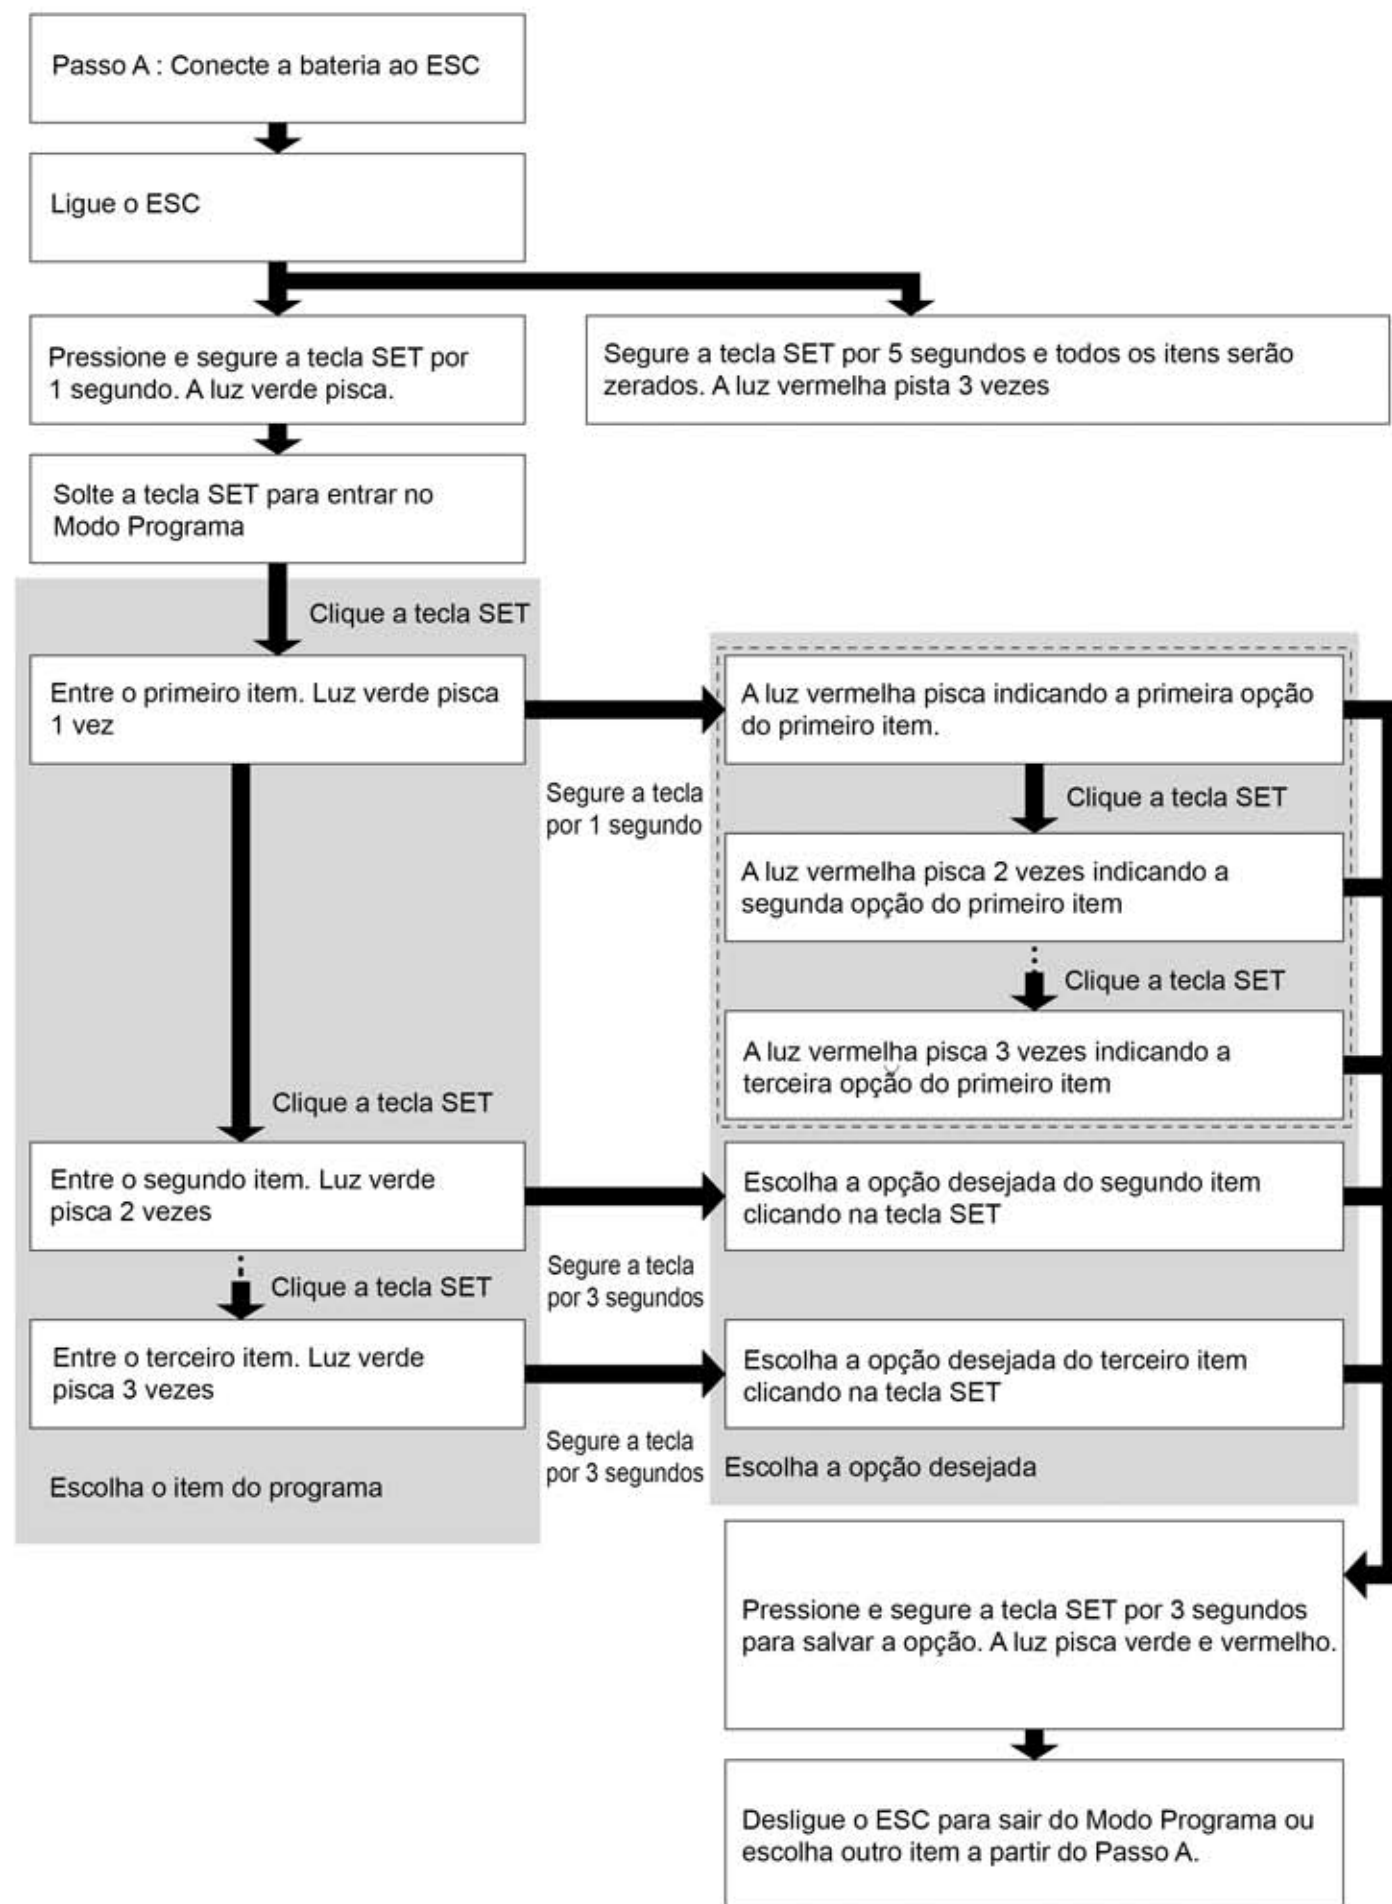 Passo A : Conecte a bateria ao ESC
Ligue o ESC
Pressione e segure a tecla SET por
1 segundo. A luz verde pisca.
Segure a tecla SET por 5 segundos e todos os itens serão
zerados. A luz vermelha pista 3 vezes
Solte a tecla SET para entrar no
Modo Programa
Clique a tecla SET
Entre o primeiro item. Luz verde pisca
1 vez
Segure a tecla
por 1 segundo
A luz vermelha pisca indicando a primeira opção
do primeiro item.
Clique a tecla SET
A luz vermelha pisca 2 vezes indicando a
segunda opção do primeiro item
Clique a tecla SET
A luz vermelha pisca 3 vezes indicando a
terceira opção do primeiro item
Clique a tecla SET
Entre o segundo item. Luz verde
pisca 2 vezes
Segure a tecla
por 3 segundos
Escolha a opção desejada do segundo item
clicando na tecla SET
Clique a tecla SET
Entre o terceiro item. Luz verde
pisca 3 vezes
Segure a tecla
por 3 segundos
Escolha a opção desejada do terceiro item
clicando na tecla SET
Escolha o item do programa
Escolha a opção desejada
Pressione e segure a tecla SET por 3 segundos
para salvar a opção. A luz pisca verde e vermelho.
Desligue o ESC para sair do Modo Programa ou
escolha outro item a partir do Passo A.